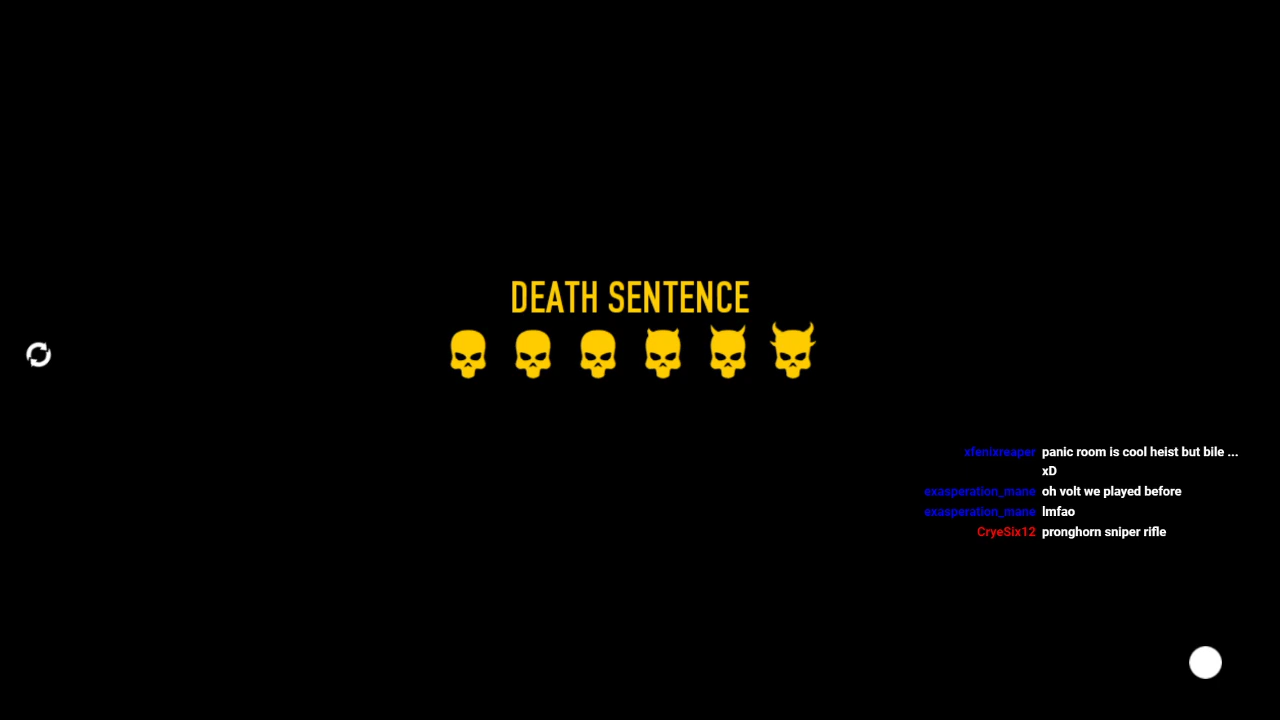 DEATH SENTENCE
xfenixreaper panic room is cool heist but bile ...
xD
exasperation_mane oh volt we played before
exasperation_mane lmfao
CryeSix12 pronghorn sniper rifle